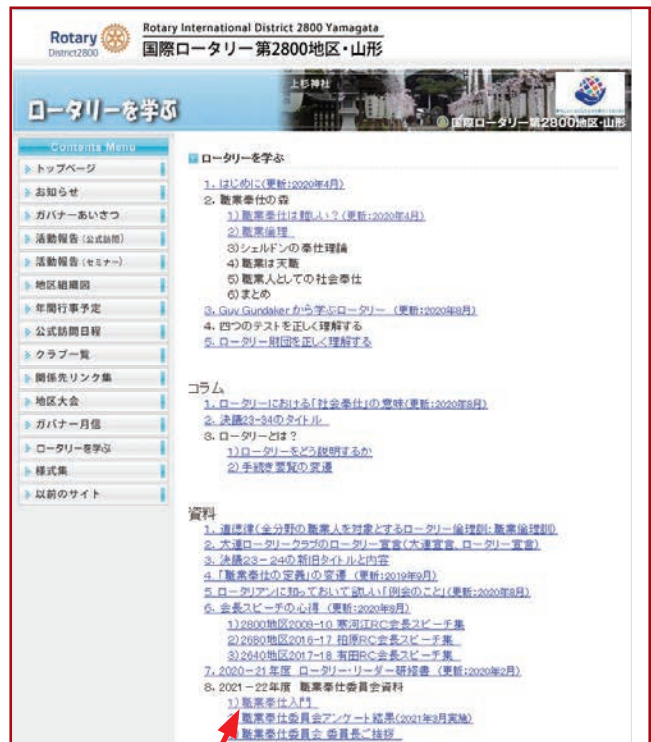 Rotary
District2800
Rotary International District 2800 Yamagata
国際ロータリー第2800地区・山形
ロータリーを学ぶ
上杉神社
国際ロータリー第2800地区・山形
Contents Menu
トップページ
お知らせ
ガバナーあいさつ
活動報告(公式訪問)
活動報告(セミナー)
地区組織図
年間行事予定
公式訪問日程
クラブ一覧
関係先リンク集
地区大会
ガバナー月信
ロータリーを学ぶ
様式集
以前のサイト
ロータリーを学ぶ
1. はじめに(更新:2020年4月)
2. 職業奉仕の森
1)職業奉仕は難しい?(更新:2020年4月)
2)職業倫理
3)シェルドンの奉仕理論
4)職業は天職
5)職業人としての社会奉仕
6)まとめ
3. Guy Gundaker から学ぶロータリー (更新:2020年8月)
4. 四つのテストを正しく理解する
5. ロータリー財団を正しく理解する
コラム
1. ロータリーにおける「社会奉仕」の意味(更新:2020年8月)
2. 決議23-34のタイトル
3. ロータリーとは?
1)ロータリーをどう説明するか
2)手続き要覧の変遷
資料
1. 道徳律(全分野の職業人を対象とするロータリー倫理訓:職業倫理訓)
2. 大連ロータリークラブのロータリー宣言(大連宣言、ロータリー宣言)
3. 決議23-24の新旧タイトルと内容
4.「職業奉仕の定義」の変遷 (更新:2019年9月)
5. ロータリアンに知っておいて欲しい「例会のこと」(更新:2020年8月)
6. 会長スピーチの心得 (更新:2020年8月)
1)2800地区2009-10 寒河江RC会長スピーチ集
2)2680地区2016-17 柏原RC会長スピーチ集
3)2640地区2017-18 有田RC会長スピーチ集
7. 2020-21年度 ロータリー・リーダー研修書 (更新:2020年2月)
8. 2021-22年度 職業奉仕委員会資料
1)職業奉仕入門
職業奉仕委員会アンケート結果(2021年3月実施)
職業奉仕委員会 委員長ご挨拶